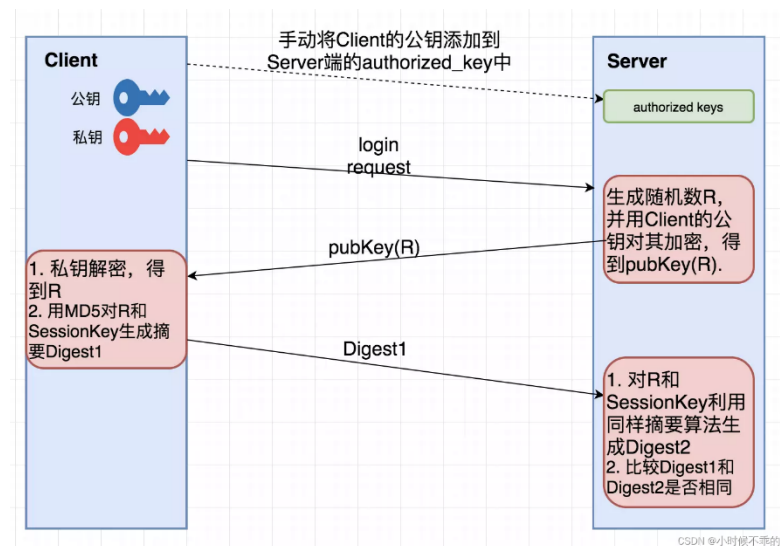 手动将Client的公钥添加到
Server端的authorized_key中
Client
公钥
私钥
Server
authorized keys
login
request
生成随机数R,
并用Client的公
钥对其加密，得
到pubKey(R).
pubKey(R)
1. 私钥解密，得
到R
2. 用MD5对R和
SessionKey生成摘
要Digest1
Digest1
1. 对R和
SessionKey利用
同样摘要算法生
成Digest2
2. 比较Digest1和
Digest2是否相同
CSDN @小时候不乖的